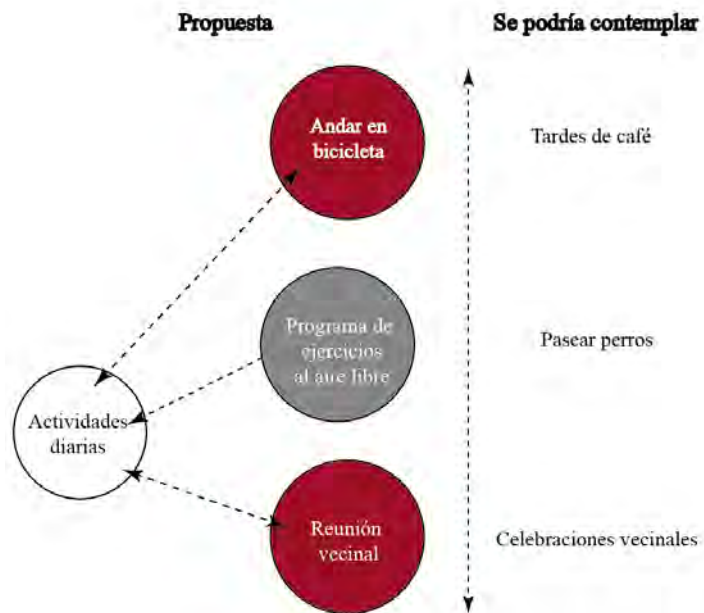 Propuesta
Se podría contemplar
Andar en
bicicleta
Tardes de café
Programa de
ejercicios
al aire libre
Pasear perros
Actividades
diarias
Reunión
vecinal
Celebraciones vecinales